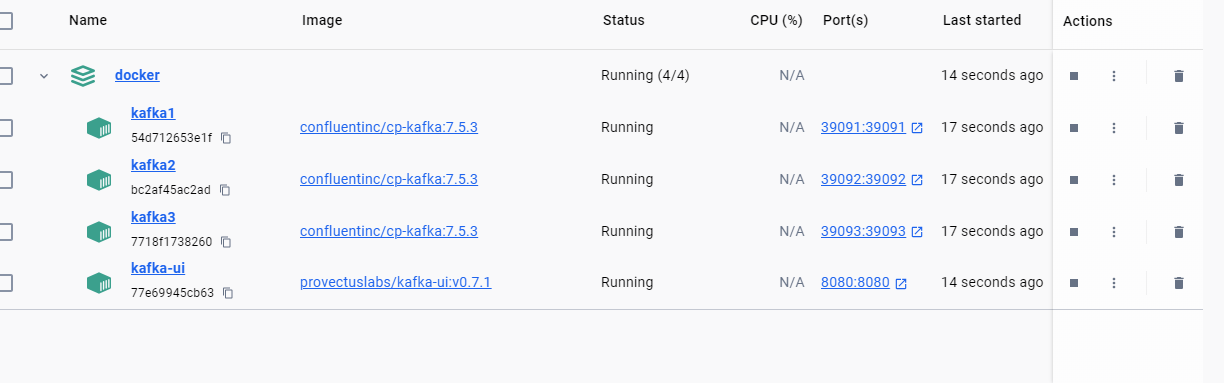 Name Image Status CPU (%) Port(s) Last started Actions
docker Running (4/4) N/A 14 seconds ago
kafka1
54d712653e1f confluentinc/cp-kafka:7.5.3 Running N/A 39091:39091 17 seconds ago
kafka2
bc2af45ac2ad confluentinc/cp-kafka:7.5.3 Running N/A 39092:39092 17 seconds ago
kafka3
7718f1738260 confluentinc/cp-kafka:7.5.3 Running N/A 39093:39093 17 seconds ago
kafka-ui
77e69945cb63 provectuslabs/kafka-ui:v0.7.1 Running N/A 8080:8080 14 seconds ago